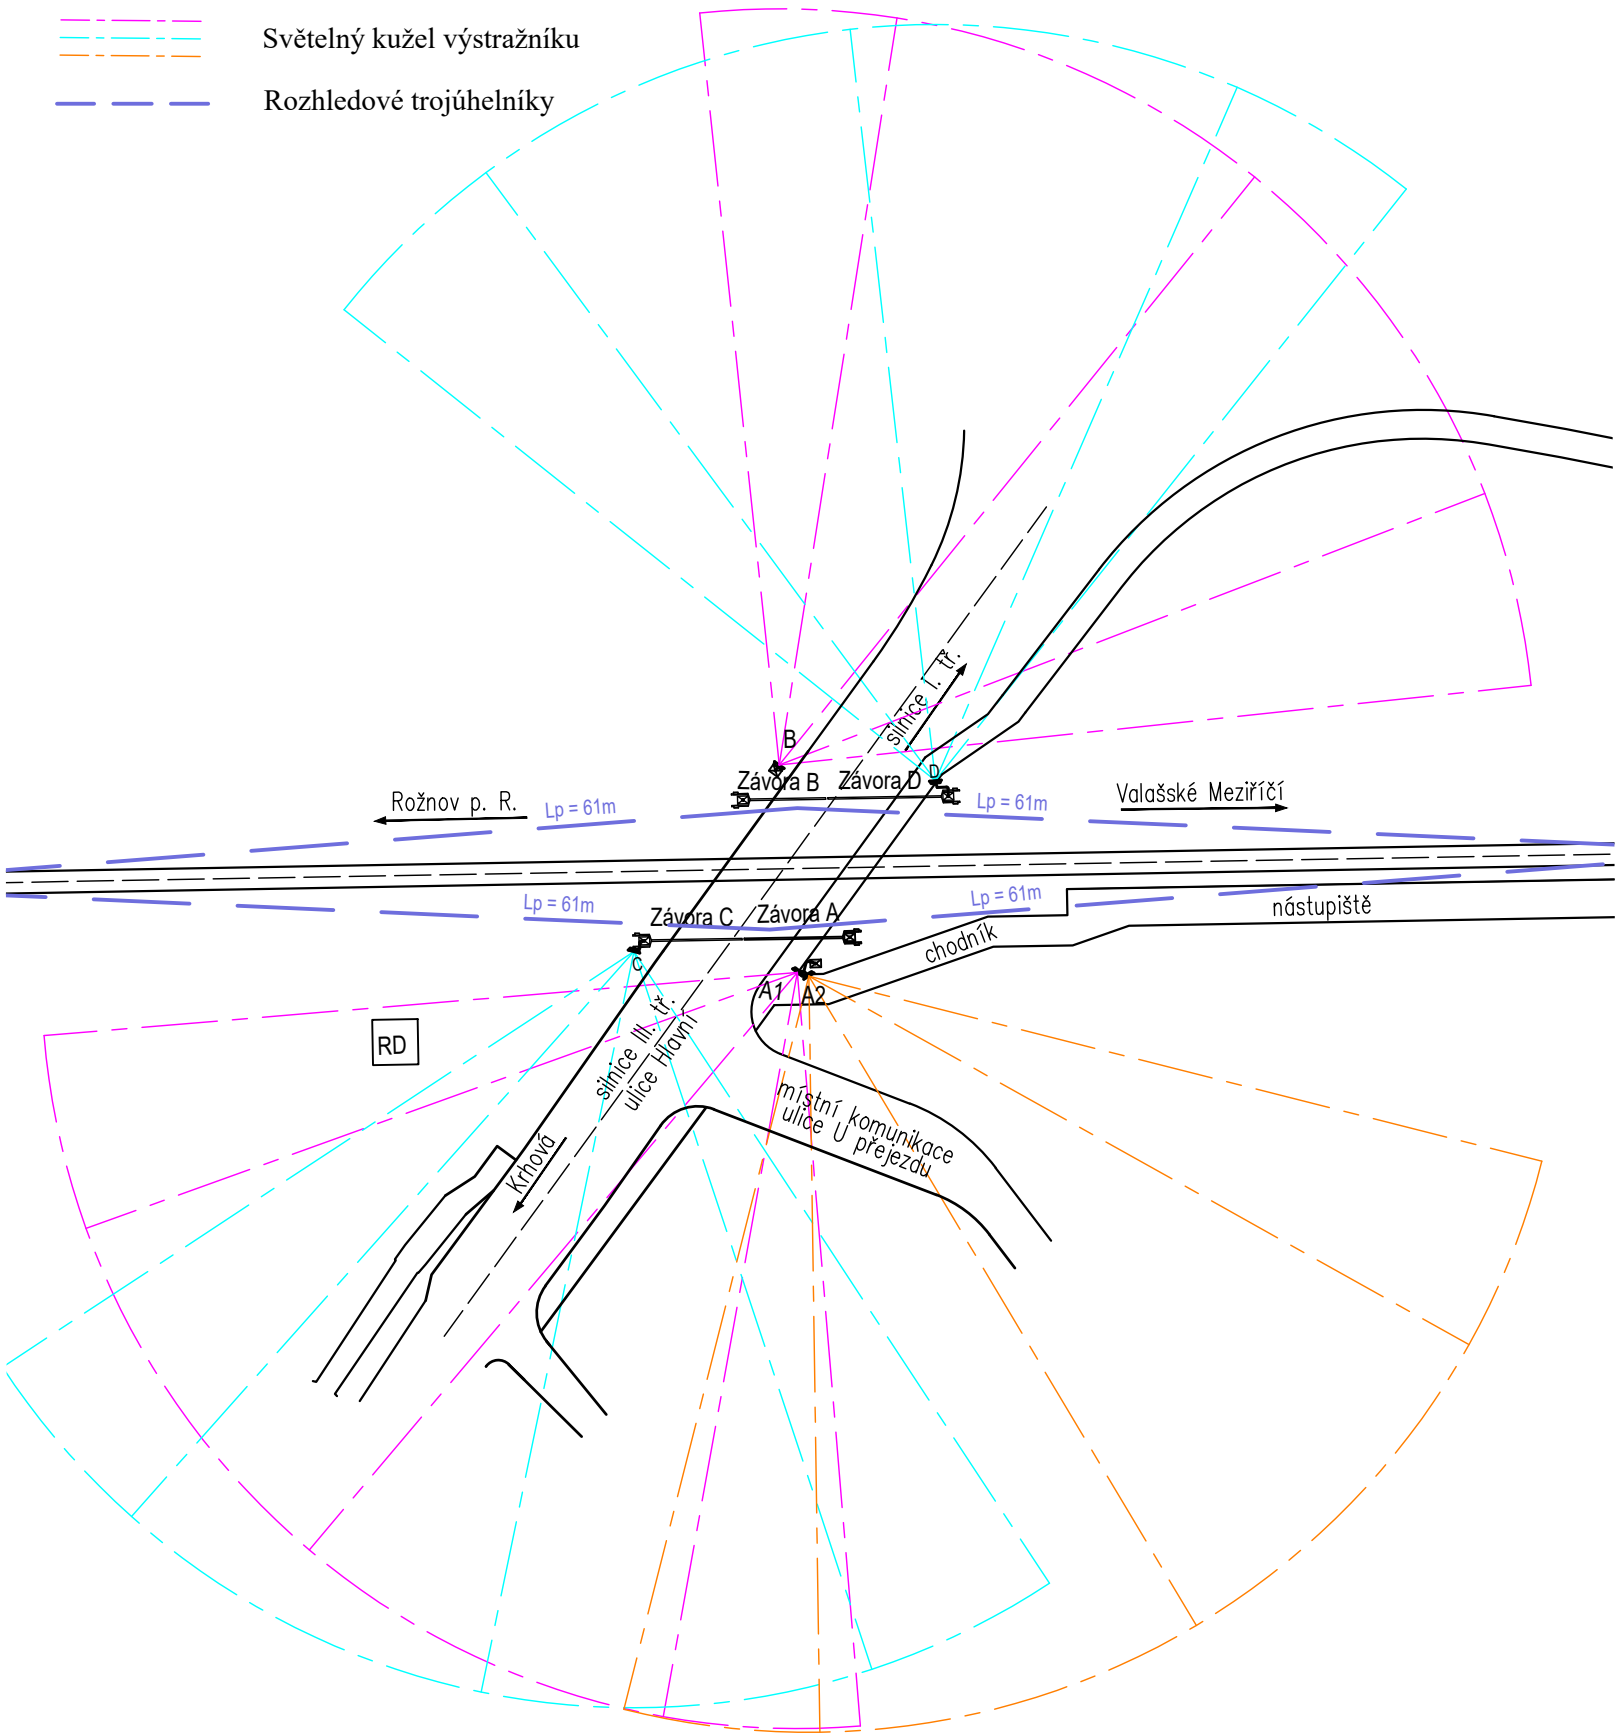 Světelný kužel výstražníku
Rozhledové trojúhelníky
silnice I. tř.
B
Závora B
Závora D
D
Rožnov p. R.
Lp = 61m
Lp = 61m
Valašské Meziříčí
Lp = 61m
Lp = 61m
Závora C
Závora A
nástupiště
chodník
C
A1
A2
silnice III. tř.
ulice Hlavní
RD
místní komunikace
ulice U přejezdu
Krhová